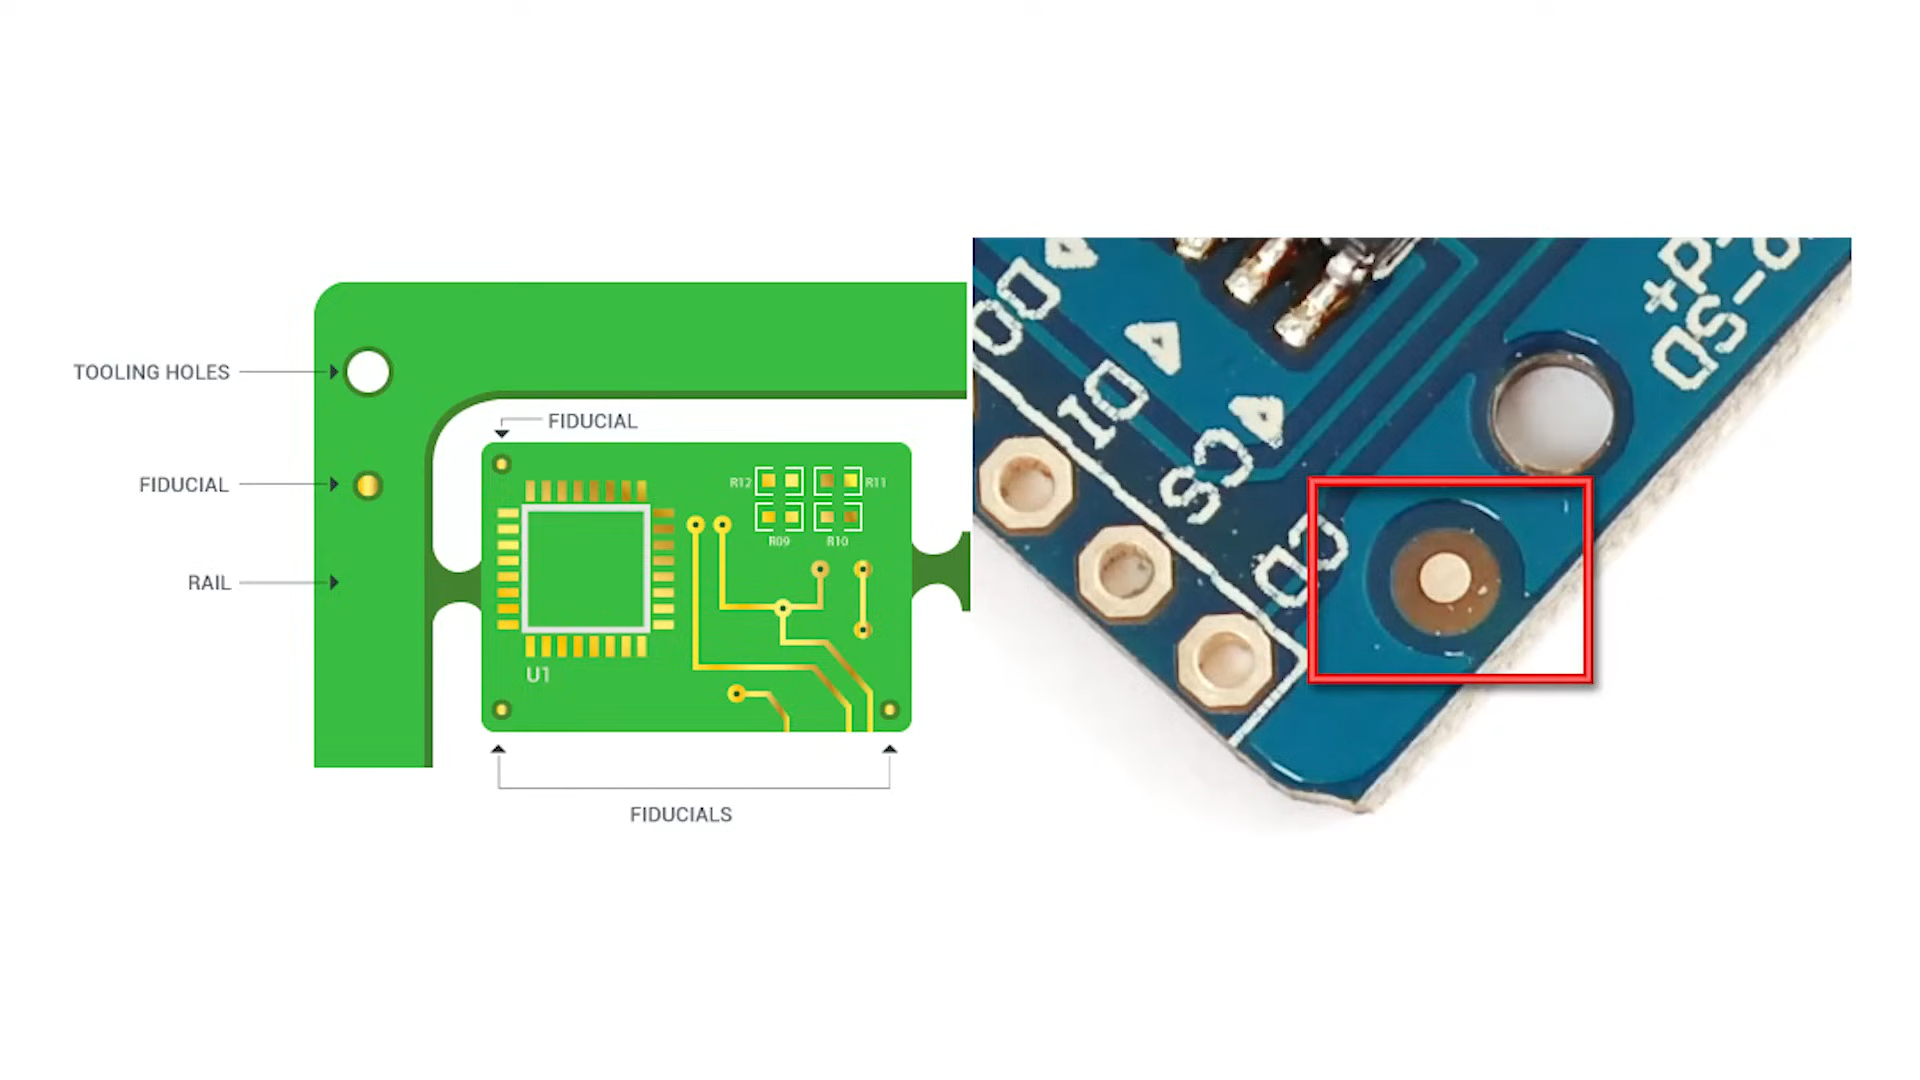 TOOLING HOLES
FIDUCIAL
FIDUCIAL
RAIL
R12
R11
R09
R10
U1
FIDUCIALS
DO
DI
CS
CD